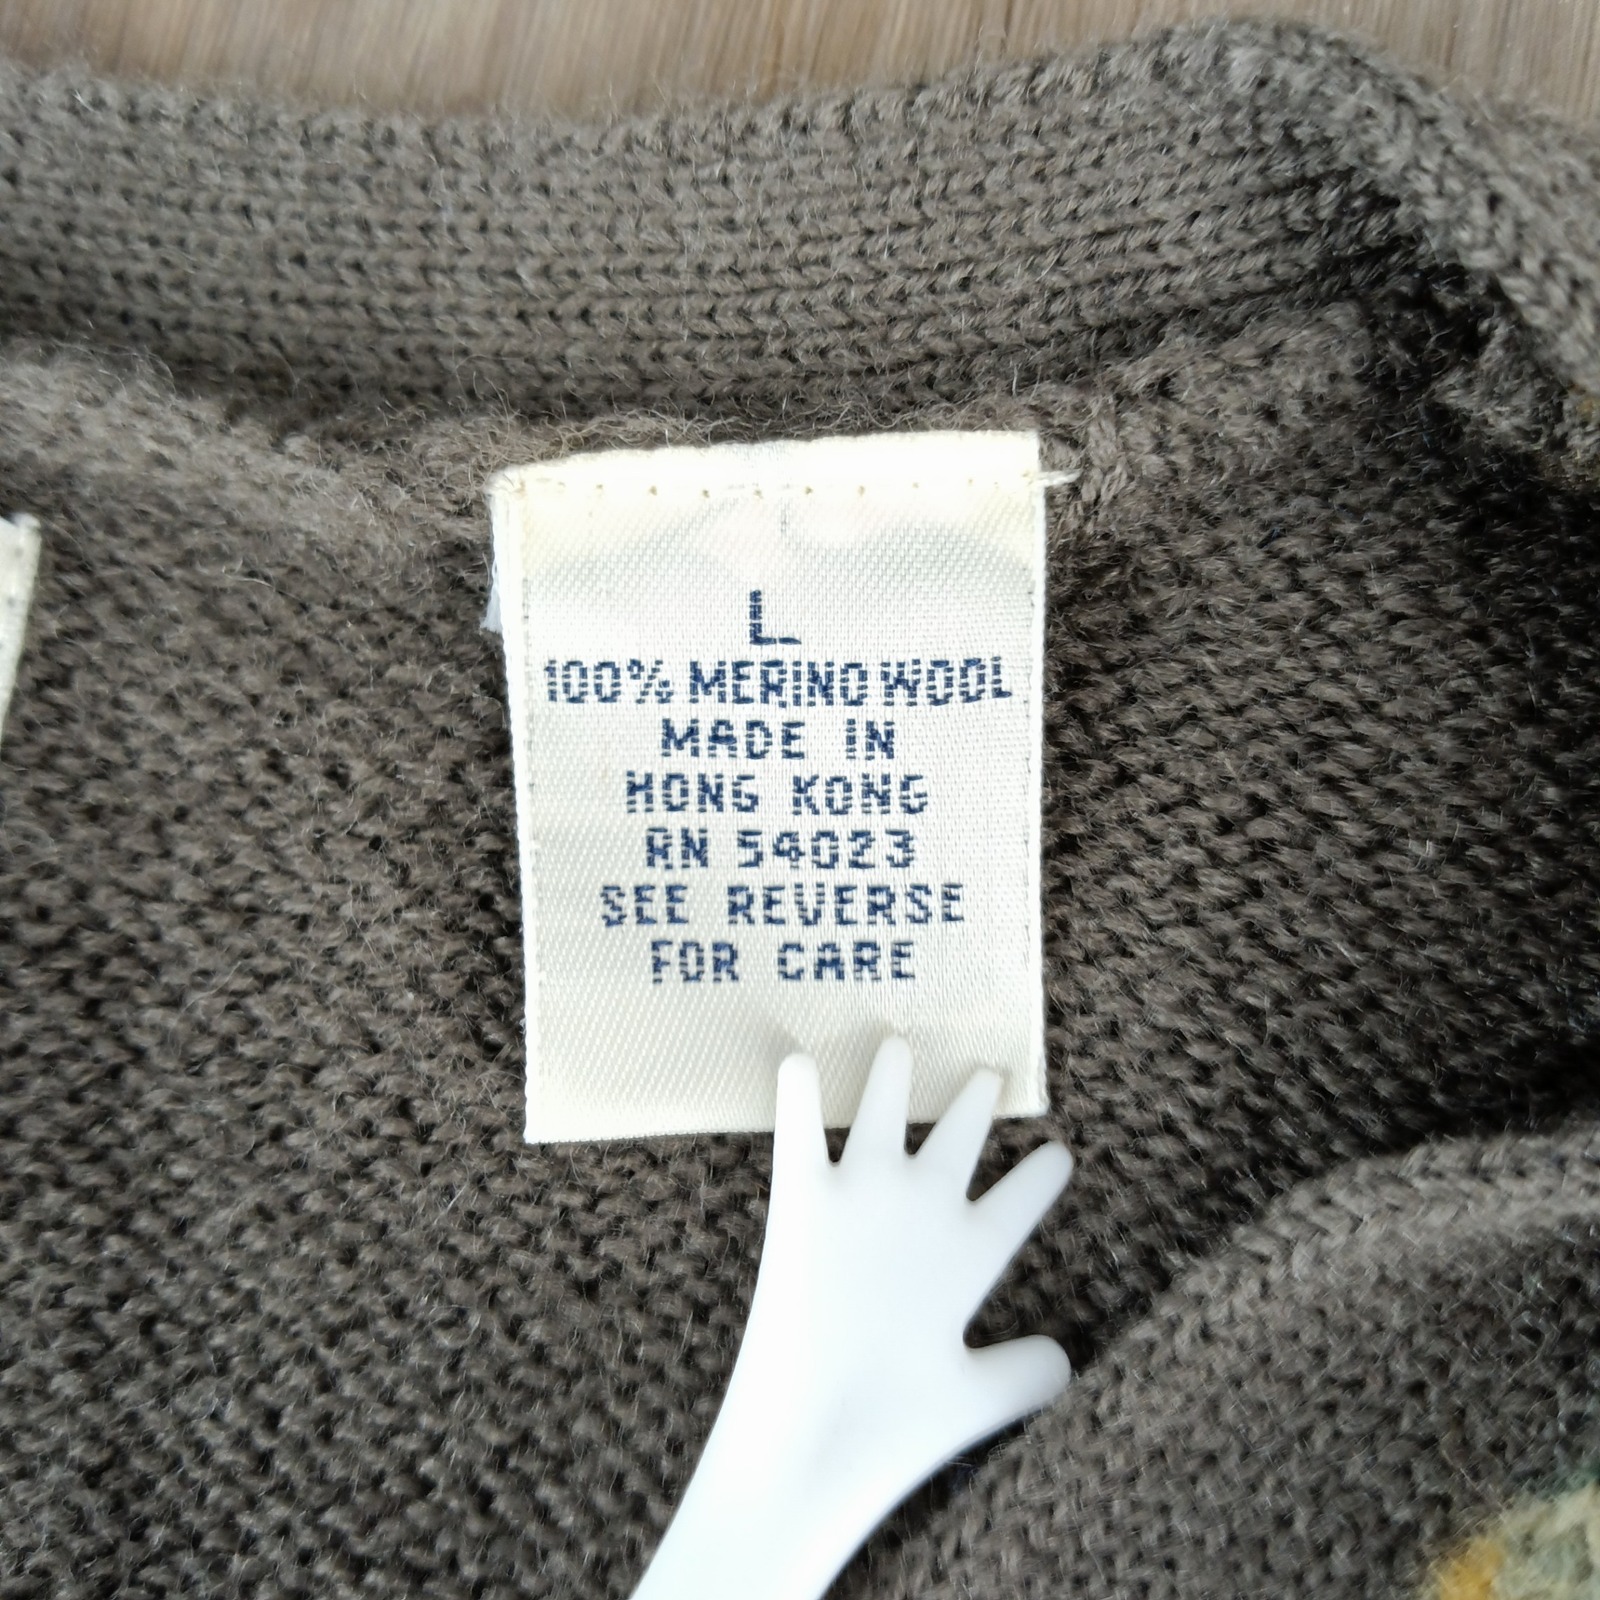 L
100% MERINO WOOL
MADE IN
HONG KONG
RN 54023
SEE REVERSE
FOR CARE